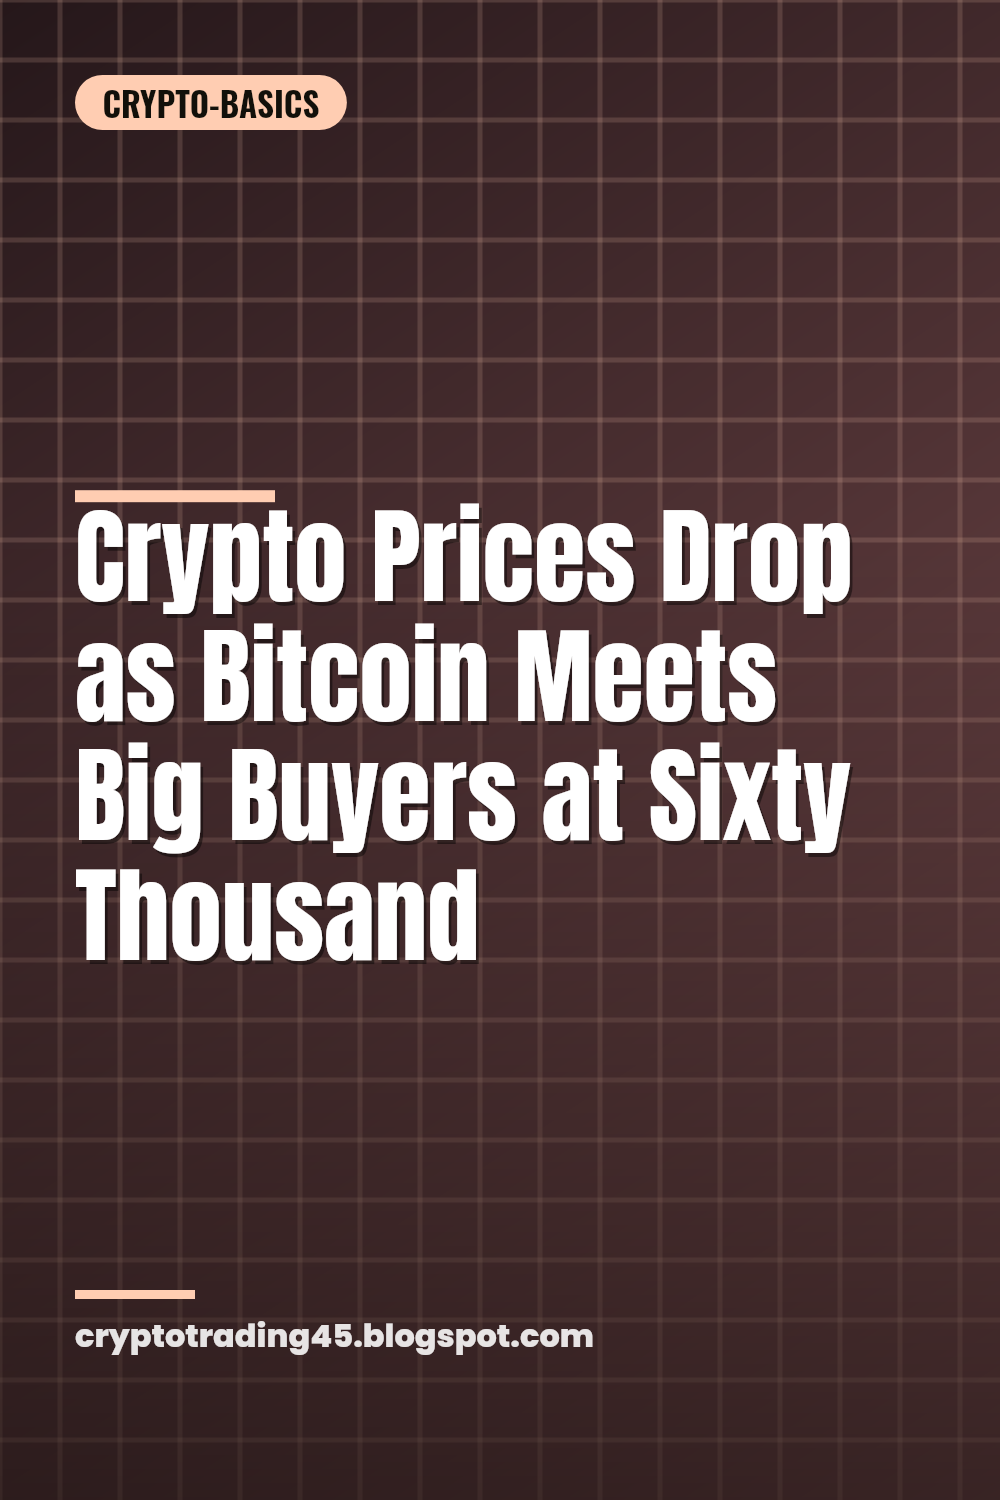 CRYPTO-BASICS
Crypto Prices Drop
as Bitcoin Meets
Big Buyers at Sixty
Thousand
cryptotrading45.blogspot.com